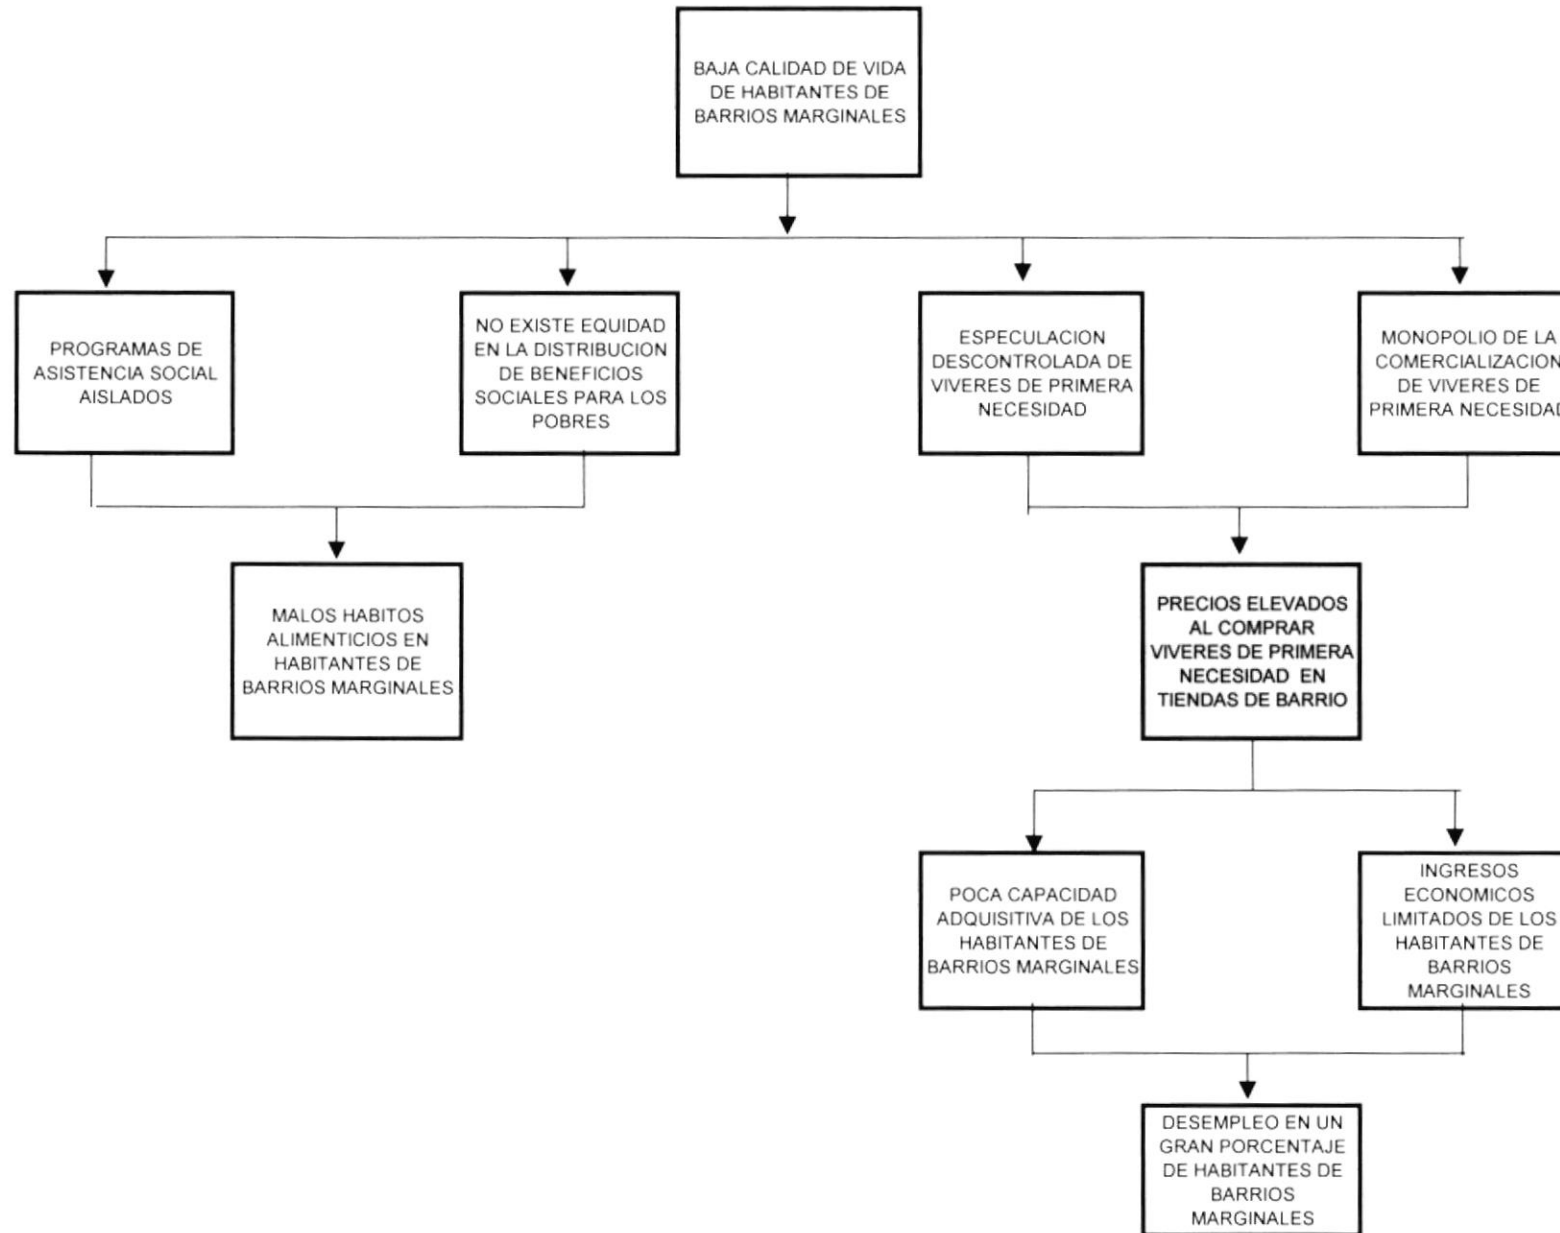 BAJA CALIDAD DE VIDA
DE HABITANTES DE
BARRIOS MARGINALES
PROGRAMAS DE
ASISTENCIA SOCIAL
AISLADOS
NO EXISTE EQUIDAD
EN LA DISTRIBUCION
DE BENEFICIOS
SOCIALES PARA LOS
POBRES
ESPECULACION
DESCONTROLADA DE
VIVERES DE PRIMERA
NECESIDAD
MONOPOLIO DE LA
COMERCIALIZACION
DE VIVERES DE
PRIMERA NECESIDAD
MALOS HABITOS
ALIMENTICIOS EN
HABITANTES DE
BARRIOS MARGINALES
PRECIOS ELEVADOS
AL COMPRAR
VIVERES DE PRIMERA
NECESIDAD EN
TIENDAS DE BARRIO
POCA CAPACIDAD
ADQUISITIVA DE LOS
HABITANTES DE
BARRIOS MARGINALES
INGRESOS
ECONOMICOS
LIMITADOS DE LOS
HABITANTES DE
BARRIOS
MARGINALES
DESEMPLEO EN UN
GRAN PORCENTAJE
DE HABITANTES DE
BARRIOS
MARGINALES